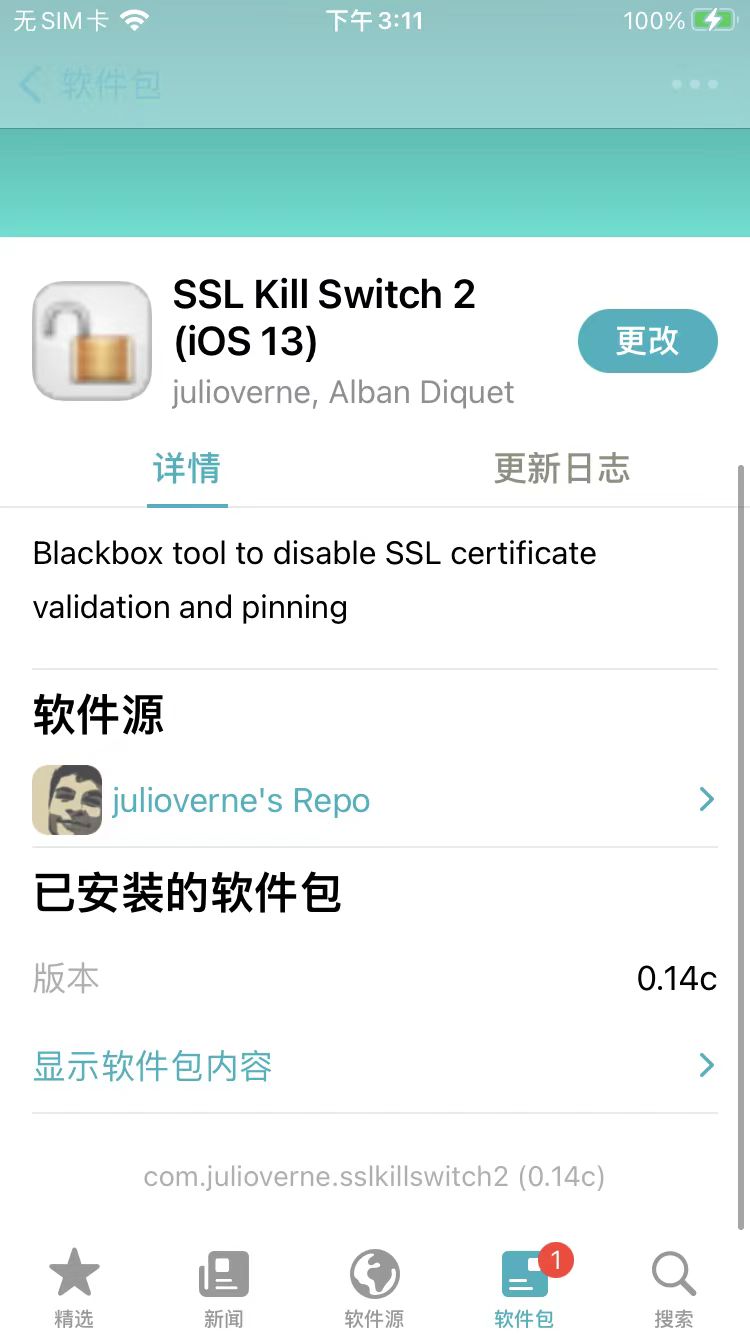 无SIM卡 下午3:11 100%
软件包
SSL Kill Switch 2
(iOS 13)
更改
julioverne, Alban Diquet
详情 更新日志
Blackbox tool to disable SSL certificate
validation and pinning
软件源
julioverne's Repo
已安装的软件包
版本 0.14c
显示软件包内容
com.julioverne.sslkillswitch2 (0.14c)
1
精选 新闻 软件源 软件包 搜索